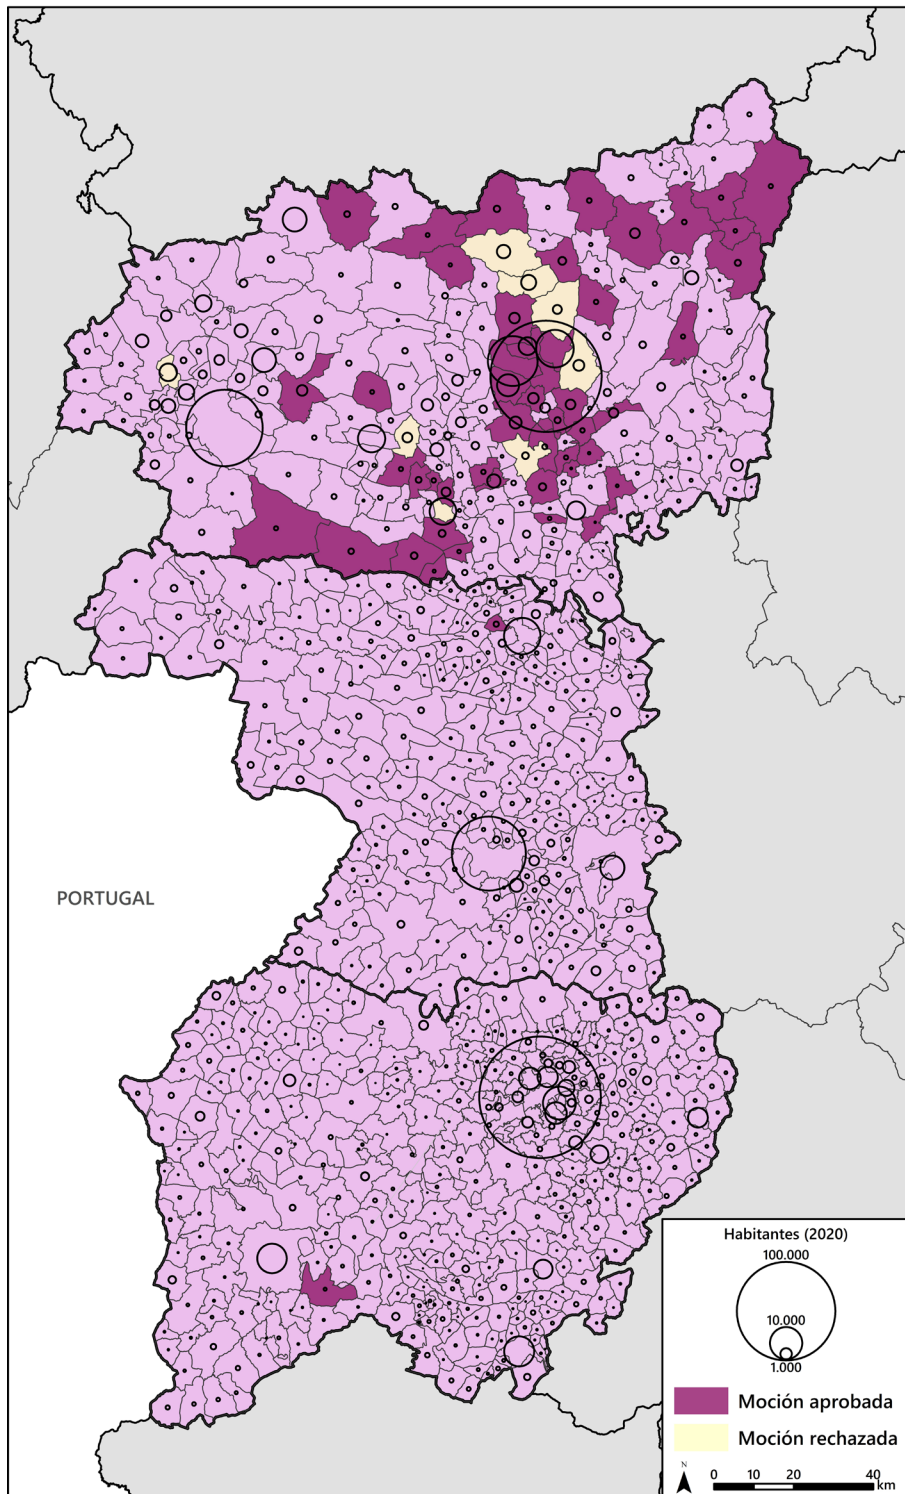 PORTUGAL
Habitantes (2020)
100.000
10.000
1.000
Moción aprobada
Moción rechazada
N
0 10 20 40
km